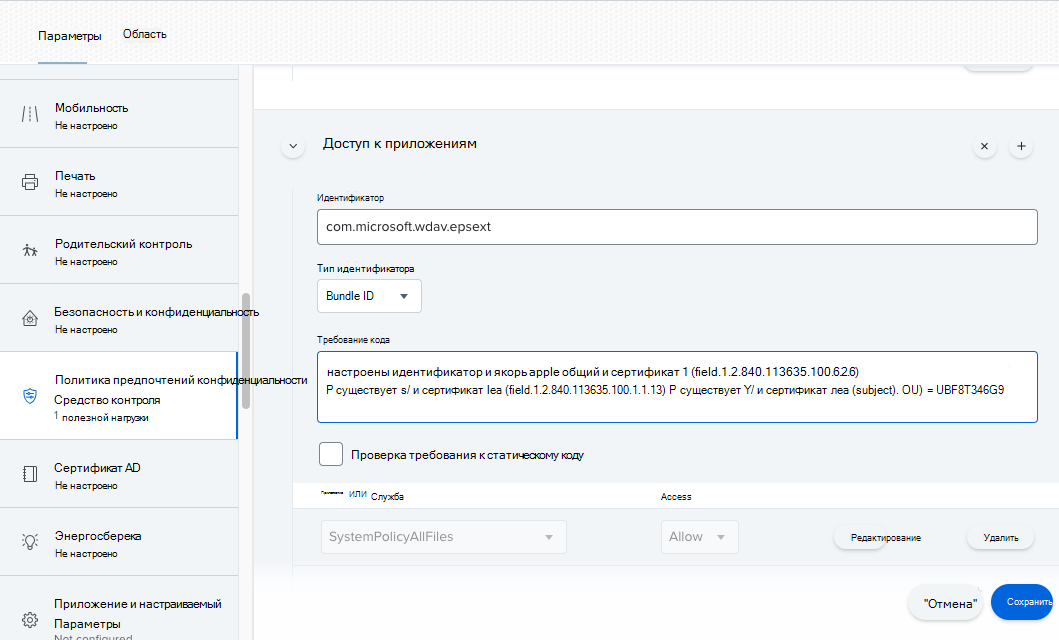 Параметры
Область
Мобильность
Не настроено
Печать
Не настроено
Родительский контроль
Не настроено
Безопасность и конфиденциальность
Не настроено
Политика предпочтений конфиденциальности
Средство контроля
1 полезной нагрузки
Сертификат AD
Не настроено
Энергосберека
Не настроено
Приложение и настраиваемый
Параметры
Not configured
Доступ к приложениям
Идентификатор
com.microsoft.wdav.epsext
Тип идентификатора
Bundle ID
Требование кода
настроены идентификатор и якорь apple общий и сертификат 1 (field.1.2.840.113635.100.6.2.6)
P существует s/ и сертификат lea (field.1.2.840.113635.100.1.1.13) P существует Y/ и сертификат леа (subject). OU) = UBF8T346G9
Проверка требования к статическому коду
ИЛИ Служба
Access
SystemPolicyAllFiles
Allow
Редактирование
Удалить
"Отмена"
Сохранить